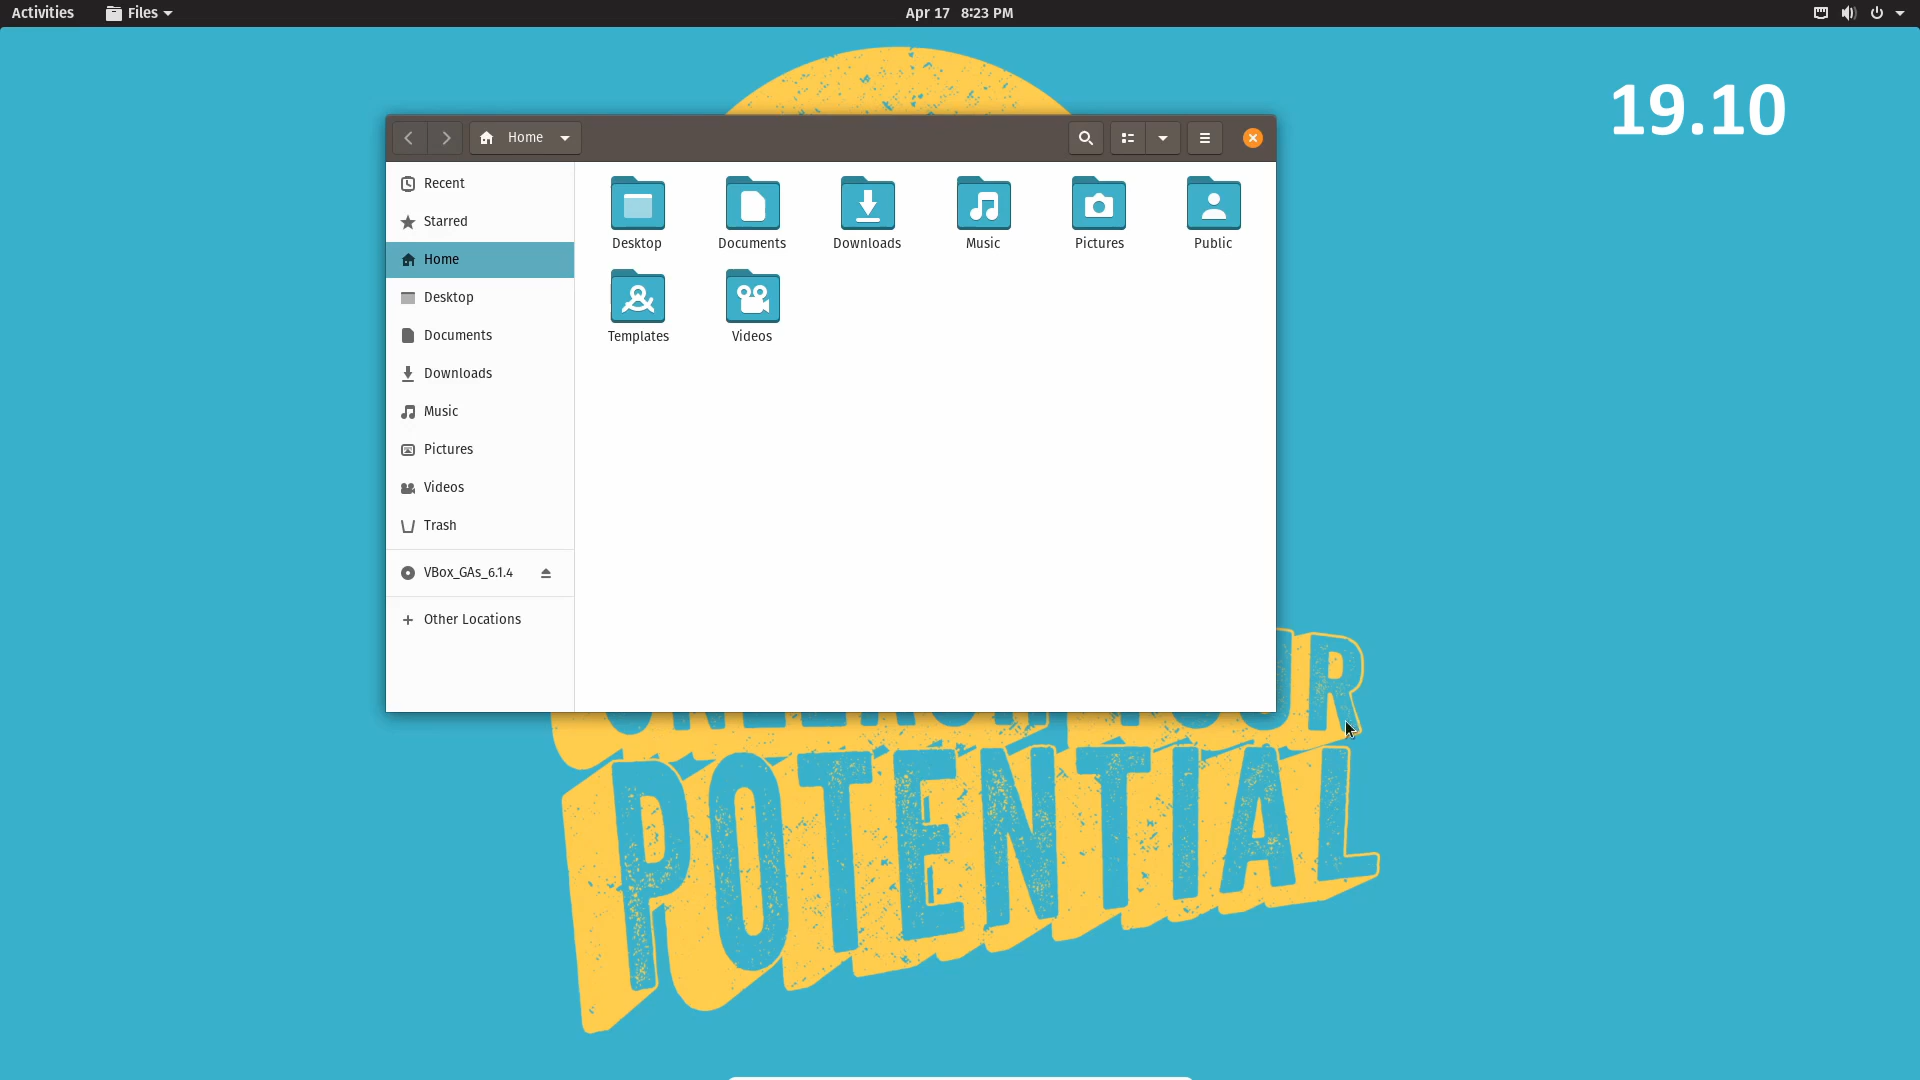 Activities Files Apr 17 8:23 PM
19.10
Home
Recent
Starred
Home
Desktop
Documents
Downloads
Music
Pictures
Videos
Trash
VBox_GAs_6.1.4
Other Locations
Desktop Documents Downloads Music Pictures Public
Templates Videos
POTENTIAL